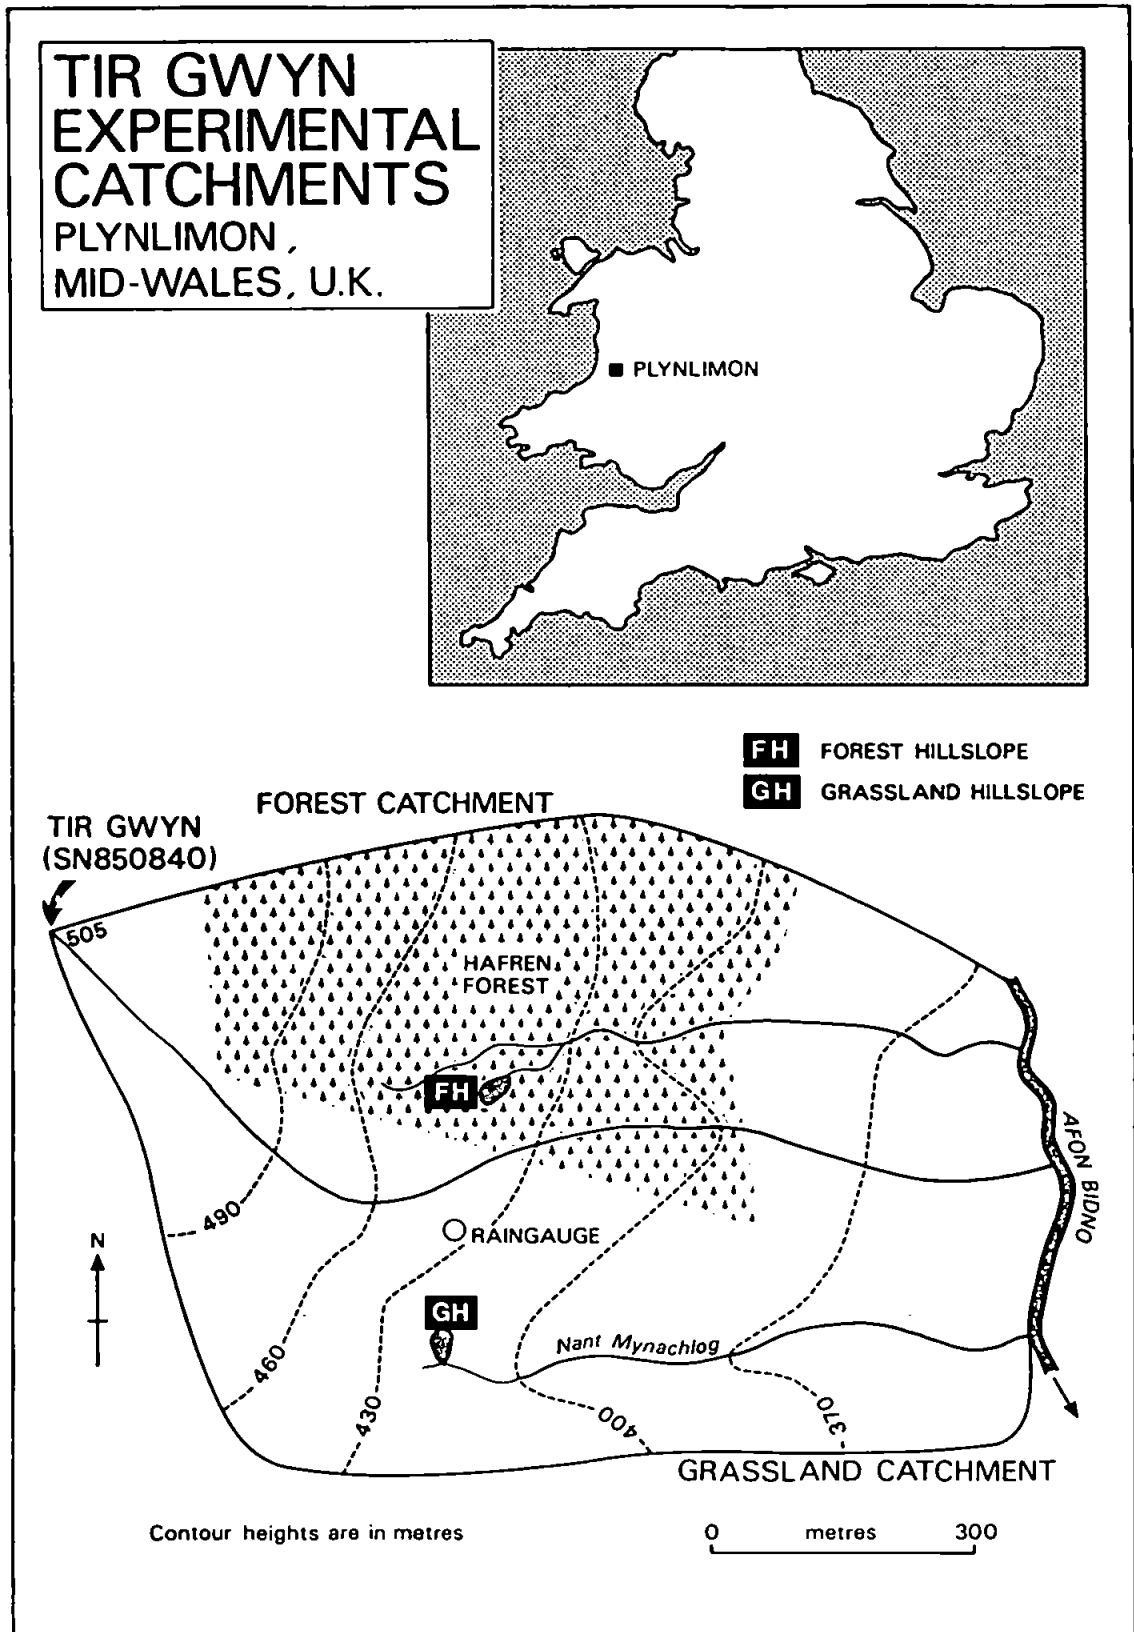 TIR GWYN
EXPERIMENTAL
CATCHMENTS
PLYNLIMON,
MID-WALES, U.K.
PLYNLIMON
FH FOREST HILLSLOPE
GH GRASSLAND HILLSLOPE
FOREST CATCHMENT
TIR GWYN
(SN850840)
505
HAFREN
FOREST
FH
AFON BIDNO
490
RAINGAUGE
N
GH
Nant Mynachlog
460
430
400
370
GRASSLAND CATCHMENT
Contour heights are in metres
0 metres 300